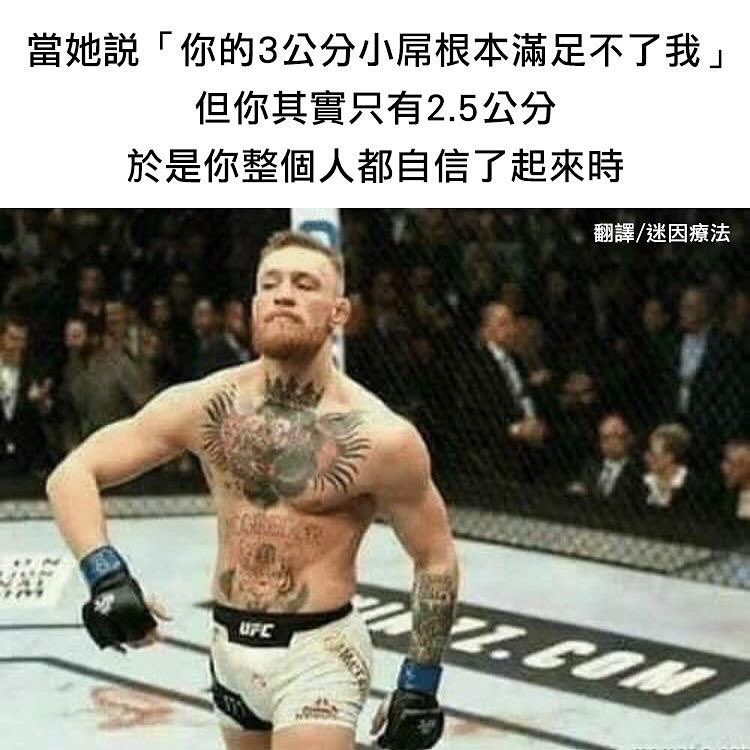 當她説「你的3公分小屌根本滿足不了我」
但你其實只有2.5公分
於是你整個人都自信了起來時
翻譯/迷因療法
UFC
.COM